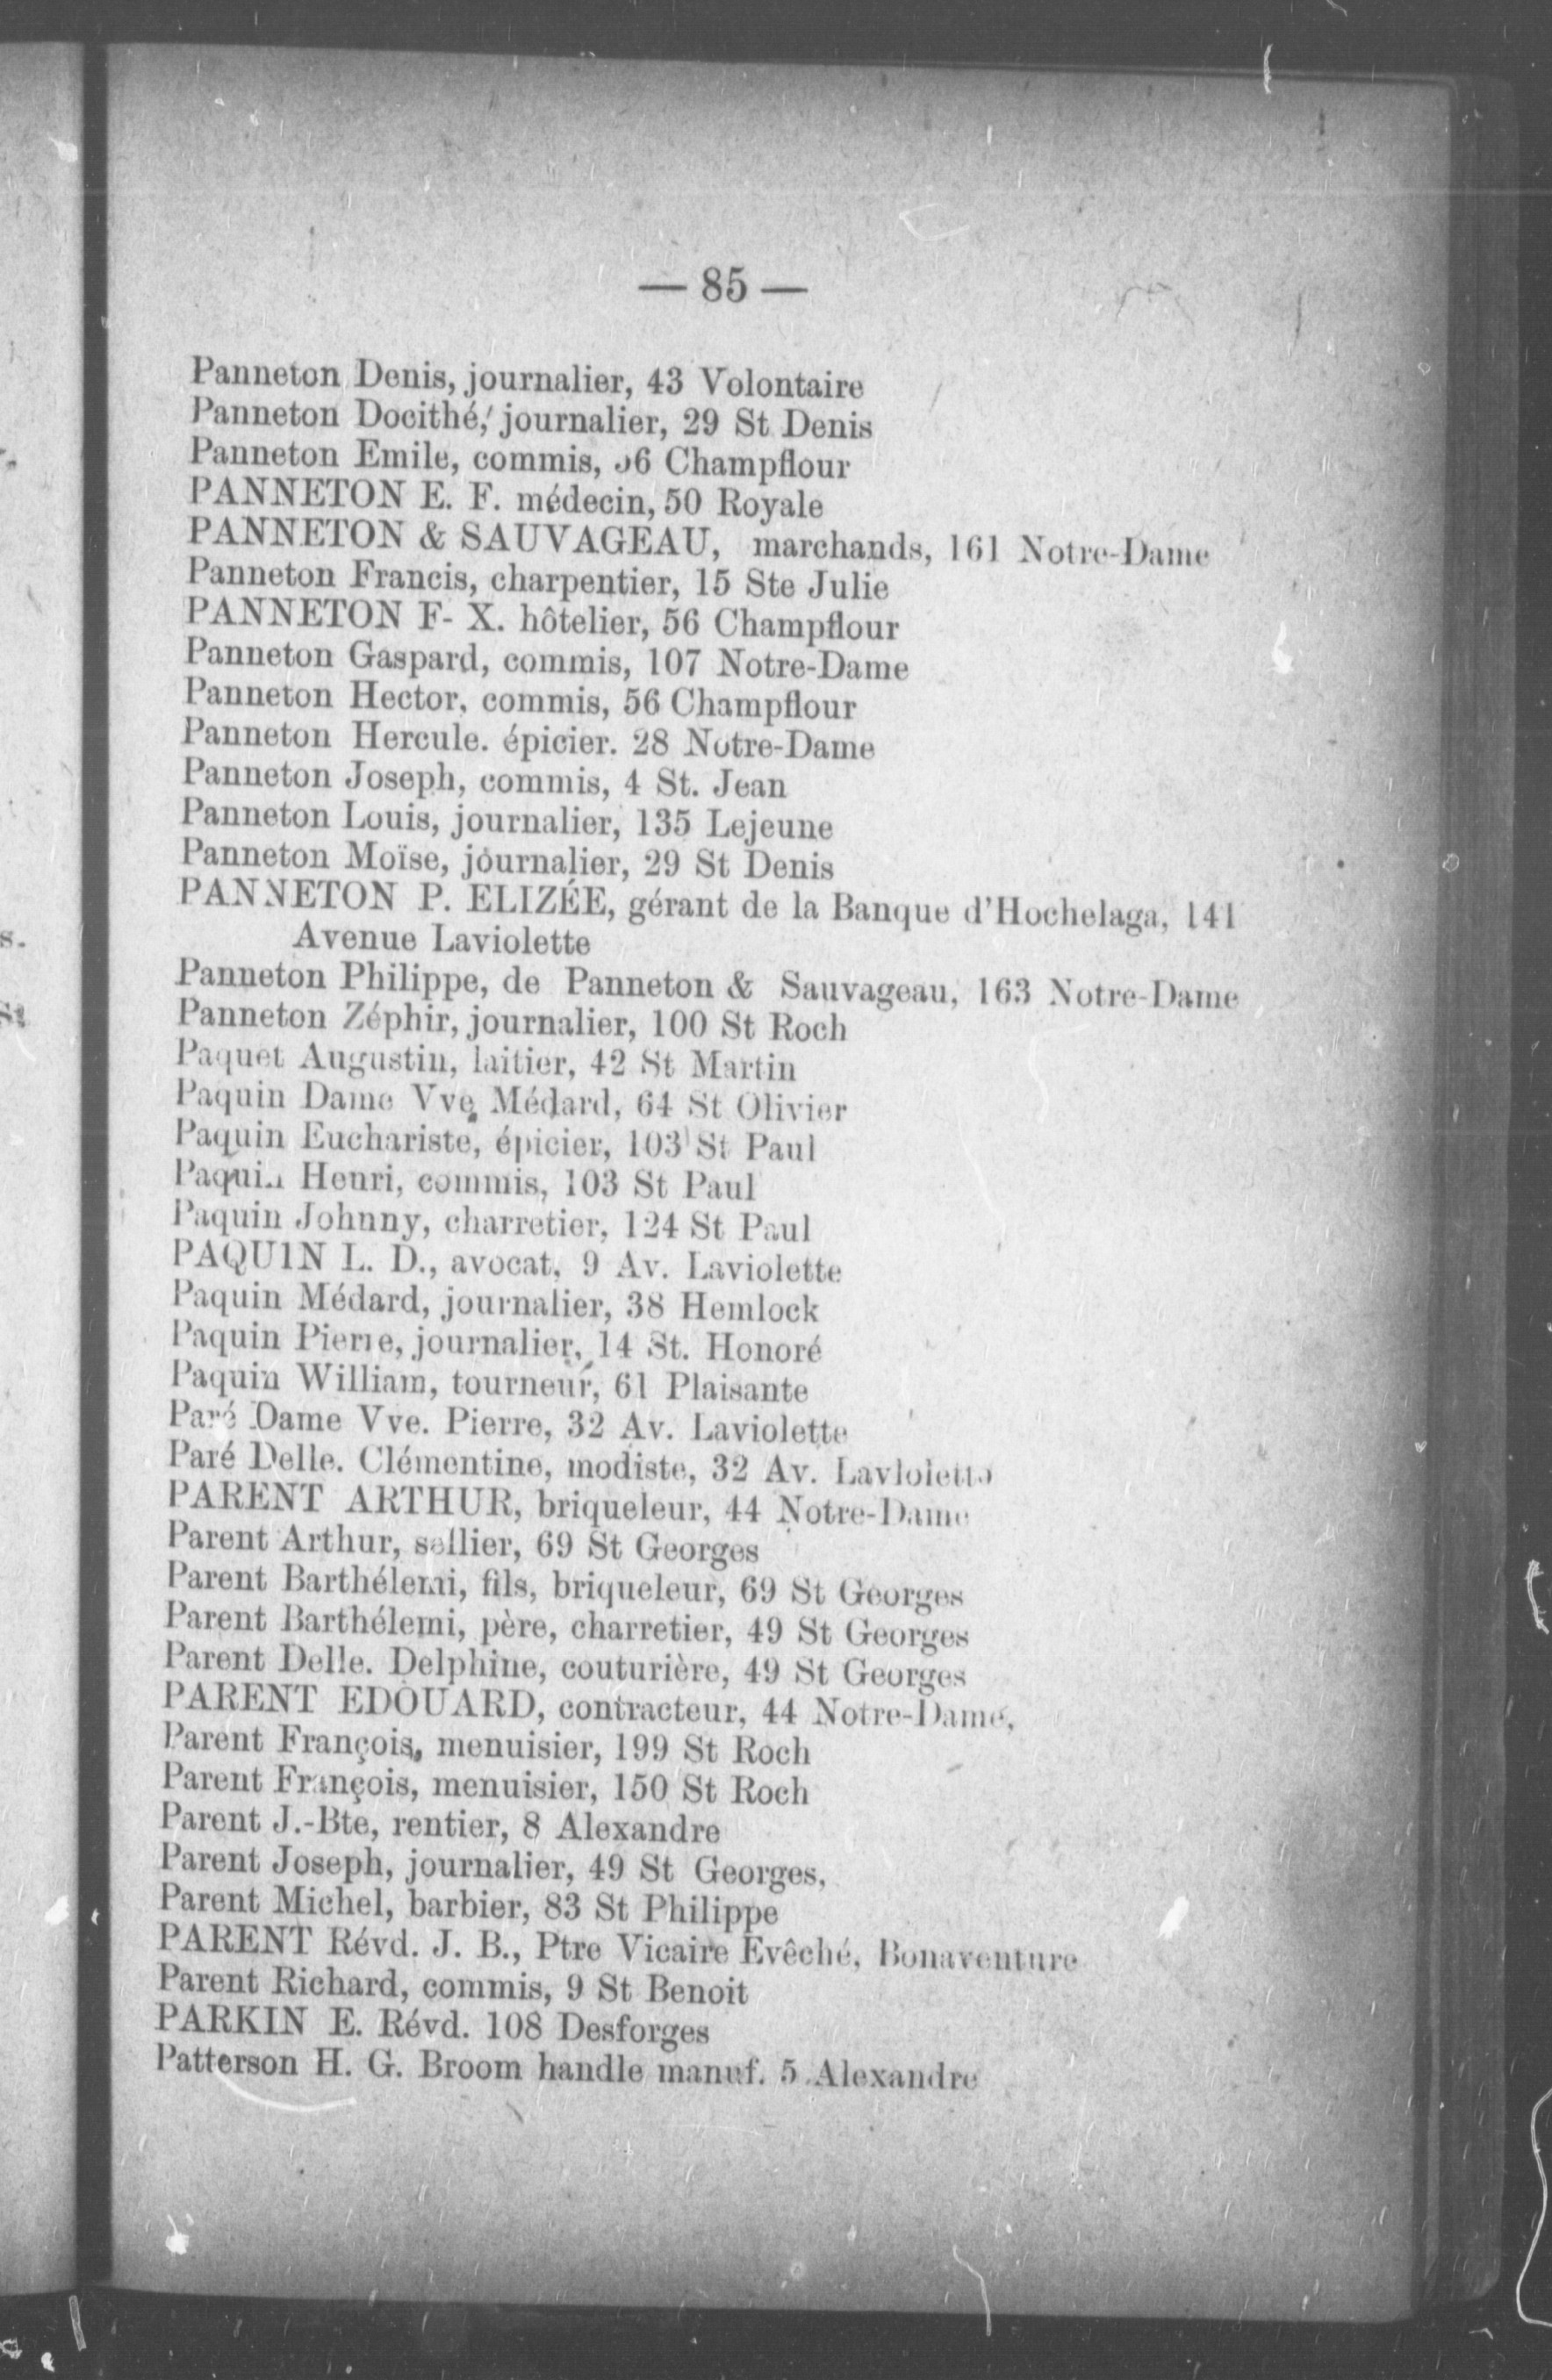 — 85 —
Panneton Denis, journalier, 43 Volontaire
Panneton Docithé, journalier, 29 St Denis
Panneton Emile, commis, 56 Champflour
PANNETON E. F. médecin, 50 Royale
PANNETON & SAUVAGEAU, marchands, 161 Notre-Dame
Panneton Francis, charpentier, 15 Ste Julie
PANNETON F- X. hôtelier, 56 Champflour
Panneton Gaspard, commis, 107 Notre-Dame
Panneton Hector, commis, 56 Champflour
Panneton Hercule. épicier. 28 Notre-Dame
Panneton Joseph, commis, 4 St. Jean
Panneton Louis, journalier, 135 Lejeune
Panneton Moïse, journalier, 29 St Denis
PANNETON P. ELIZÉE, gérant de la Banque d'Hochelaga, 141
Avenue Laviolette
Panneton Philippe, de Panneton & Sauvageau, 163 Notre-Dame
Panneton Zéphir, journalier, 100 St Roch
Paquet Augustin, laitier, 42 St Martin
Paquin Dame Vve. Médard, 64 St Olivier
Paquin Euchariste, épicier, 103 St Paul
Paquin Henri, commis, 103 St Paul
Paquin Johnny, charretier, 124 St Paul
PAQUIN L. D., avocat, 9 Av. Laviolette
Paquin Médard, journalier, 38 Hemlock
Paquin Pierre, journalier, 14 St. Honoré
Paquin William, tourneur, 61 Plaisante
Paré Dame Vve. Pierre, 32 Av. Laviolette
Paré Delle. Clémentine, modiste, 32 Av. Lavlolette
PARENT ARTHUR, briqueleur, 44 Notre-Dame
Parent Arthur, sellier, 69 St Georges
Parent Barthélemi, fils, briqueleur, 69 St Georges
Parent Barthélemi, père, charretier, 49 St Georges
Parent Delle. Delphine, couturière, 49 St Georges
PARENT EDOUARD, contracteur, 44 Notre-Dame,
Parent François, menuisier, 199 St Roch
Parent François, menuisier, 150 St Roch
Parent J.-Bte, rentier, 8 Alexandre
Parent Joseph, journalier, 49 St Georges,
Parent Michel, barbier, 83 St Philippe
PARENT Révd. J. B., Ptre Vicaire Evêché, Bonaventure
Parent Richard, commis, 9 St Benoit
PARKIN E. Révd. 108 Desforges
Patterson H. G. Broom handle manuf. 5 Alexandre